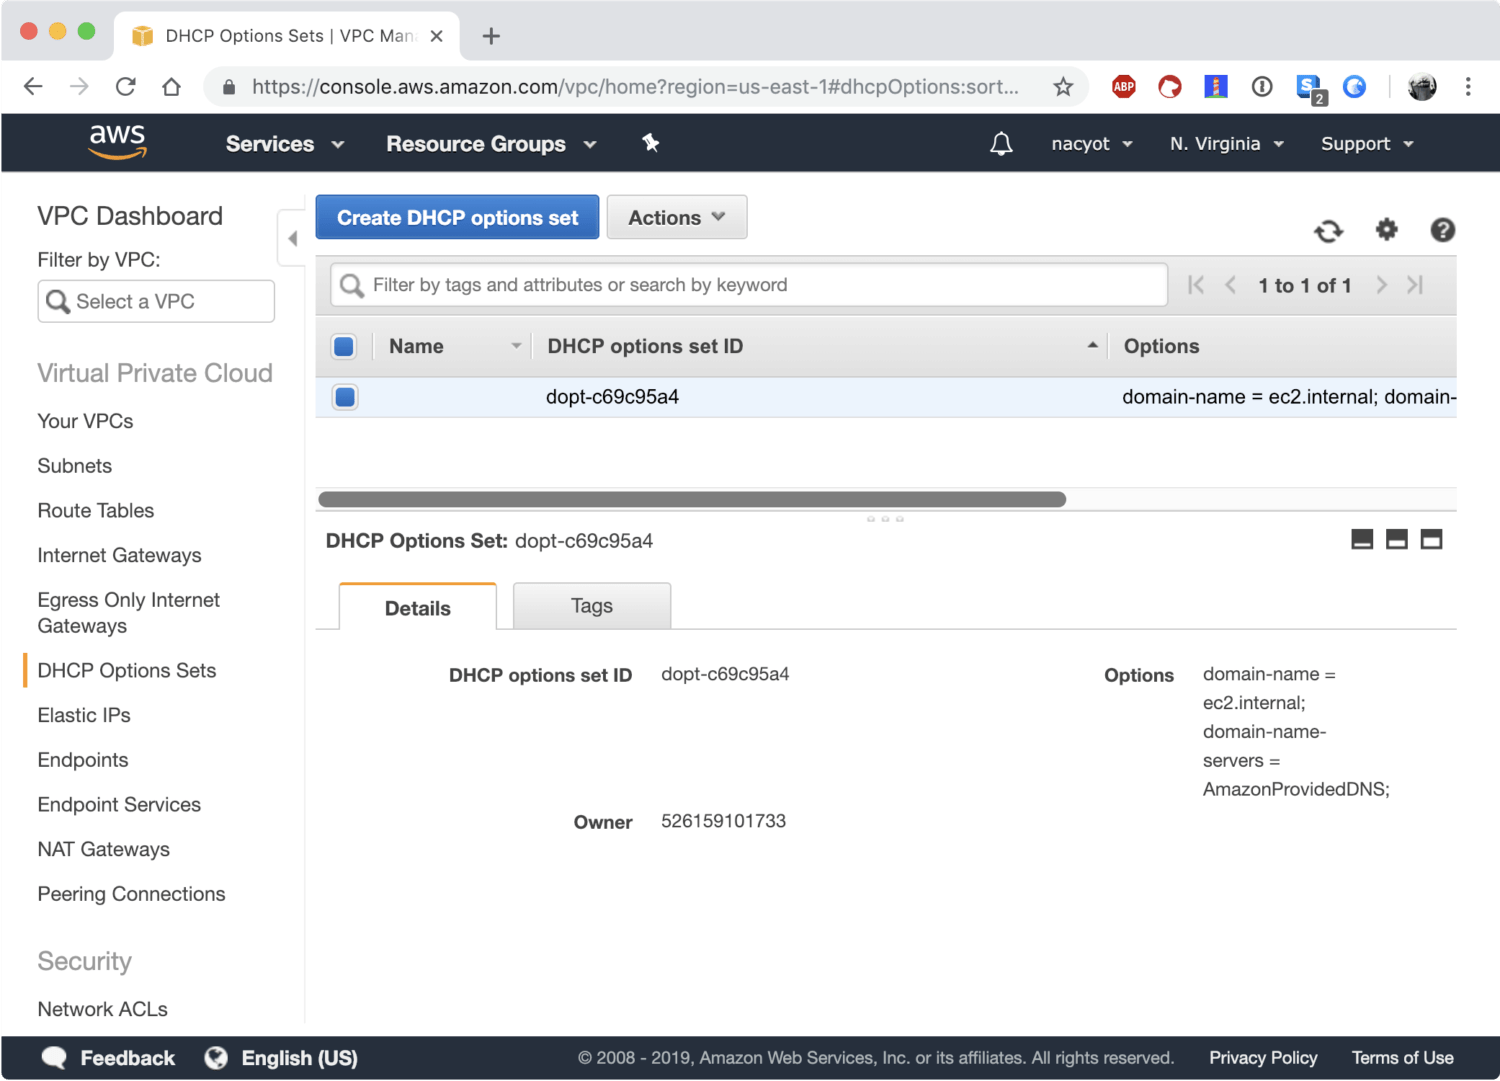 DHCP Options Sets | VPC Man
https://console.aws.amazon.com/vpc/home?region=us-east-1#dhcpOptions:sort...
ABP
S
2
aws
Services
Resource Groups
nacyot
N. Virginia
Support
VPC Dashboard
Filter by VPC:
Select a VPC
Virtual Private Cloud
Your VPCs
Subnets
Route Tables
Internet Gateways
Egress Only Internet
Gateways
DHCP Options Sets
Elastic IPs
Endpoints
Endpoint Services
NAT Gateways
Peering Connections
Security
Network ACLs
Create DHCP options set
Actions
?
Filter by tags and attributes or search by keyword
1 to 1 of 1
Name
DHCP options set ID
Options
dopt-c69c95a4
domain-name = ec2.internal; domain-
DHCP Options Set: dopt-c69c95a4
Details
Tags
DHCP options set ID
dopt-c69c95a4
Options
domain-name =
ec2.internal;
domain-name-
servers =
AmazonProvidedDNS;
Owner
526159101733
Feedback
English (US)
© 2008 - 2019, Amazon Web Services, Inc. or its affiliates. All rights reserved.
Privacy Policy
Terms of Use